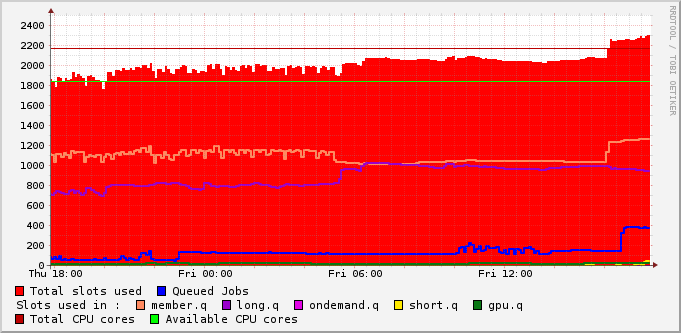 2400
2200
2000
1800
1600
1400
1200
1000
800
600
400
200
0
Thu 18:00 Fri 00:00 Fri 06:00 Fri 12:00
Total slots used Queued Jobs
Slots used in : member.q long.q ondemand.q short.q gpu.q
Total CPU cores Available CPU cores
RRDTOOL / TOBI OETIKER